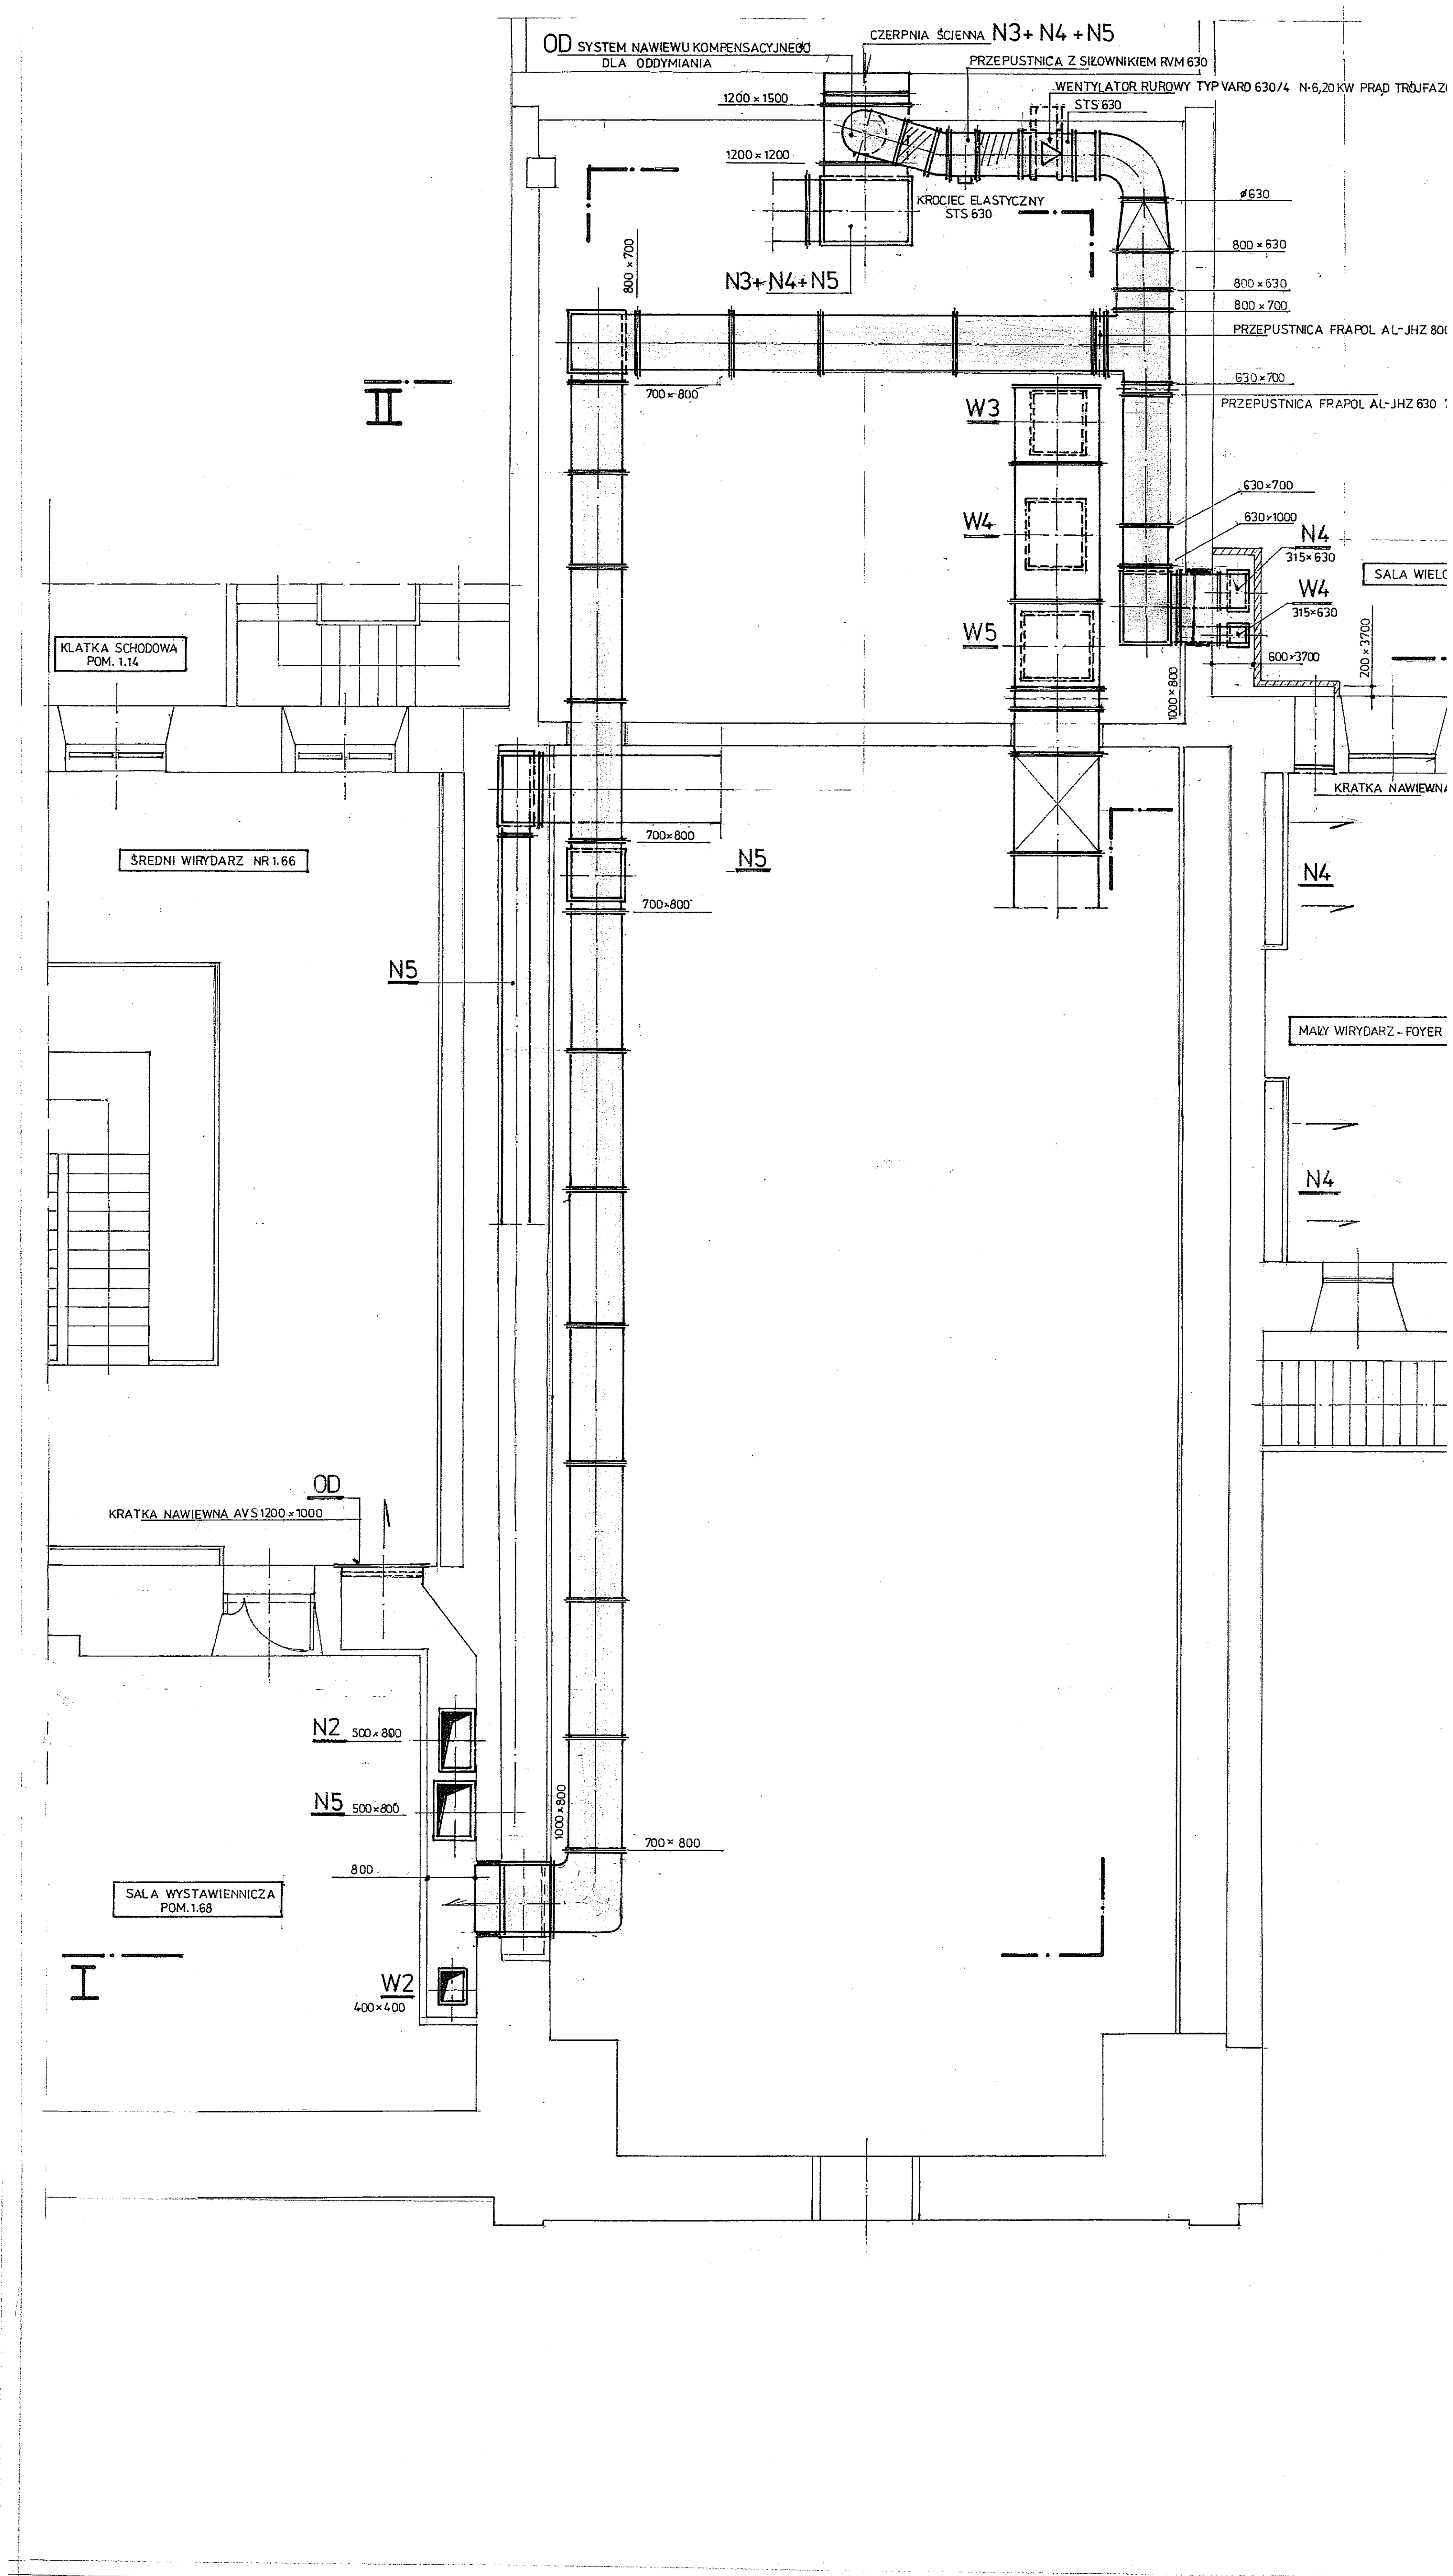 OD SYSTEM NAWIEWU KOMPENSACYJNEGO
DLA ODDYMIANIA
CZERPNIA ŚCIENNA N3+N4+N5
PRZEPUSTNICA Z SIŁOWNIKIEM RVM 630
WENTYLATOR RUROWY TYP VARD 630/4 N=6,20 KW PRĄD TRÓJFAZO
STS 630
1200×1500
1200×1200
KROCIEC ELASTYCZNY
STS 630
Ø630
800×700
800×630
N3+N4+N5
800×630
800×700
PRZEPUSTNICA FRAPOL AL-JHZ 800
630×700
700×800
PRZEPUSTNICA FRAPOL AL-JHZ 630
II
W3
630×700
W4
630×1000
N4
315×630
SALA WIELO
W4
315×630
W5
KLATKA SCHODOWA
POM. 1.14
600×3700
200×3700
1000×800
KRATKA NAWIEWNA
700×800
ŚREDNI WIRYDARZ NR 1.66
N5
N4
700×800
N5
MAŁY WIRYDARZ - FOYER
N4
OD
KRATKA NAWIEWNA AVS 1200×1000
N2 500×800
N5 500×800
1000×800
700×800
800
SALA WYSTAWIENNICZA
POM. 1.68
I
W2
400×400